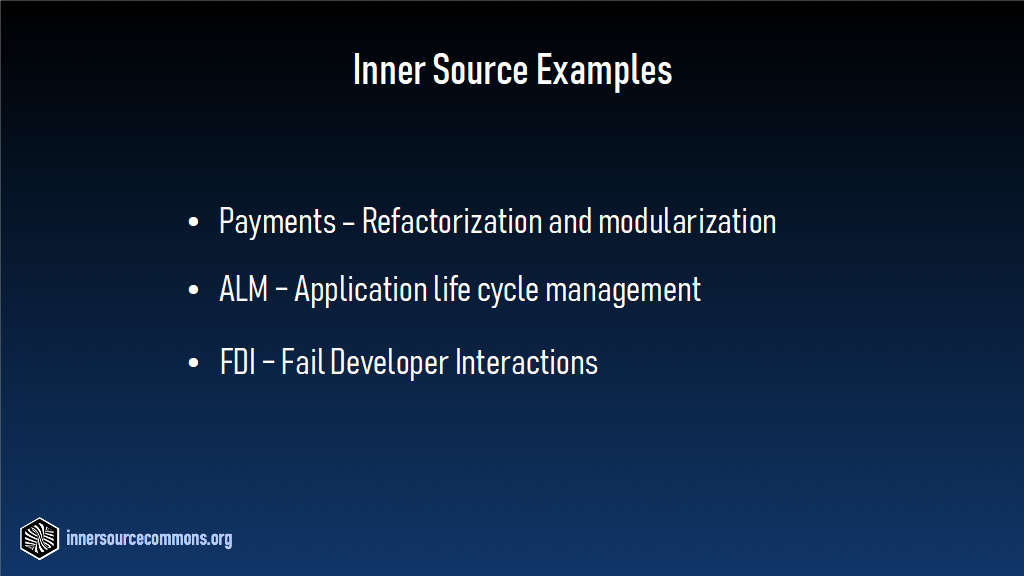 Inner Source Examples
• Payments – Refactorization and modularization
• ALM – Application life cycle management
• FDI – Fail Developer Interactions
innersourcecommons.org